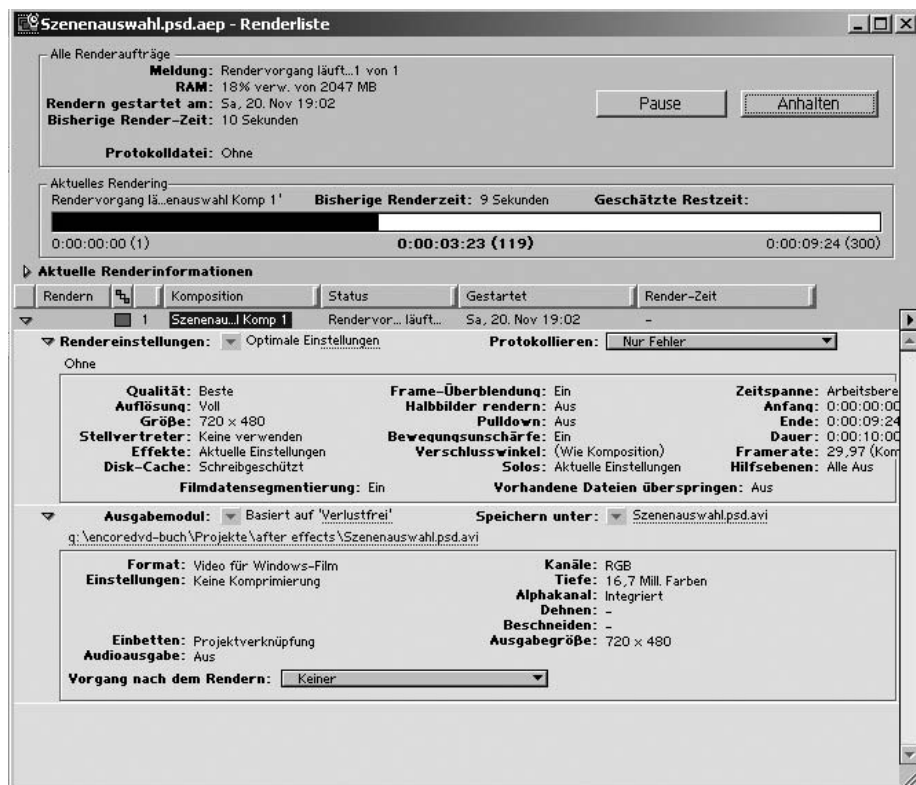 Szenenauswahl.psd.aep - Renderliste
Alle Renderaufträge
Meldung: Rendervorgang läuft...1 von 1
RAM: 18% verw. von 2047 MB
Rendern gestartet am: Sa, 20. Nov 19:02
Bisherige Render-Zeit: 10 Sekunden
Pause
Anhalten
Protokolldatei: Ohne
Aktuelles Rendering
Rendervorgang lä...enauswahl Komp 1' Bisherige Renderzeit: 9 Sekunden Geschätzte Restzeit:
0:00:00:00 (1) 0:00:03:23 (119) 0:00:09:24 (300)
Aktuelle Renderinformationen
Rendern Komposition Status Gestartet Render-Zeit
1 Szenenau...l Komp 1 Rendervor... läuft... Sa, 20. Nov 19:02 -
Rendereinstellungen: Optimale Einstellungen Protokollieren: Nur Fehler
Ohne
Qualität: Beste Frame-Überblendung: Ein Zeitspanne: Arbeitsbere
Auflösung: Voll Halbbilder rendern: Aus Anfang: 0:00:00:00
Größe: 720 x 480 Pulldown: Aus Ende: 0:00:09:24
Stellvertreter: Keine verwenden Bewegungsunschärfe: Ein Dauer: 0:00:10:00
Effekte: Aktuelle Einstellungen Verschlusswinkel: (Wie Komposition) Framerate: 29,97 (Kom
Disk-Cache: Schreibgeschützt Solos: Aktuelle Einstellungen Hilfsebenen: Alle Aus
Filmdatensegmentierung: Ein Vorhandene Dateien überspringen: Aus
Ausgabemodul: Basiert auf 'Verlustfrei' Speichern unter: Szenenauswahl.psd.avi
g:\encoredvd-buch\Projekte\after effects\Szenenauswahl.psd.avi
Format: Video für Windows-Film Kanäle: RGB
Einstellungen: Keine Komprimierung Tiefe: 16,7 Mill. Farben
Alphakanal: Integriert
Dehnen: -
Beschneiden: -
Einbetten: Projektverknüpfung Ausgabegröße: 720 x 480
Audioausgabe: Aus
Vorgang nach dem Rendern: Keiner